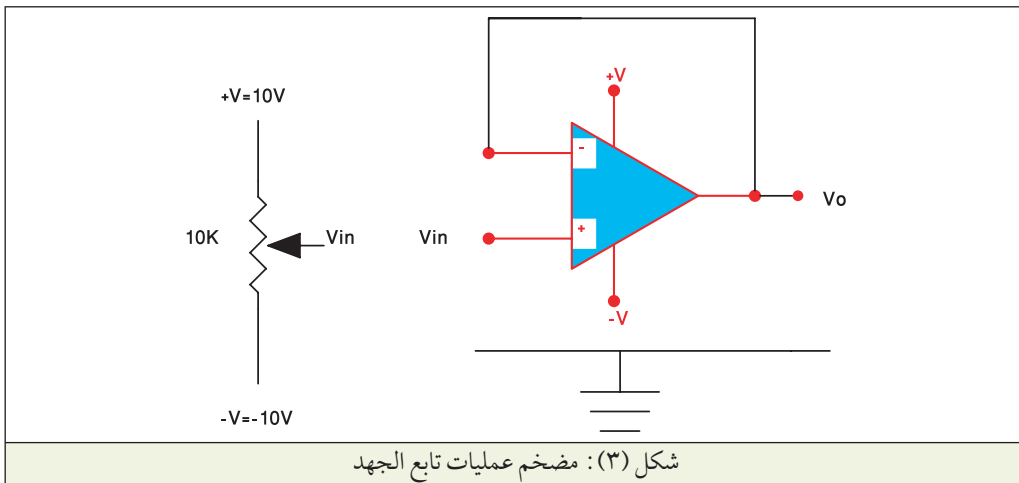 +V=10V
10K
Vin
-V=-10V
+V
-
Vin
+
Vo
-V
شكل (٣): مضخم عمليات تابع الجهد